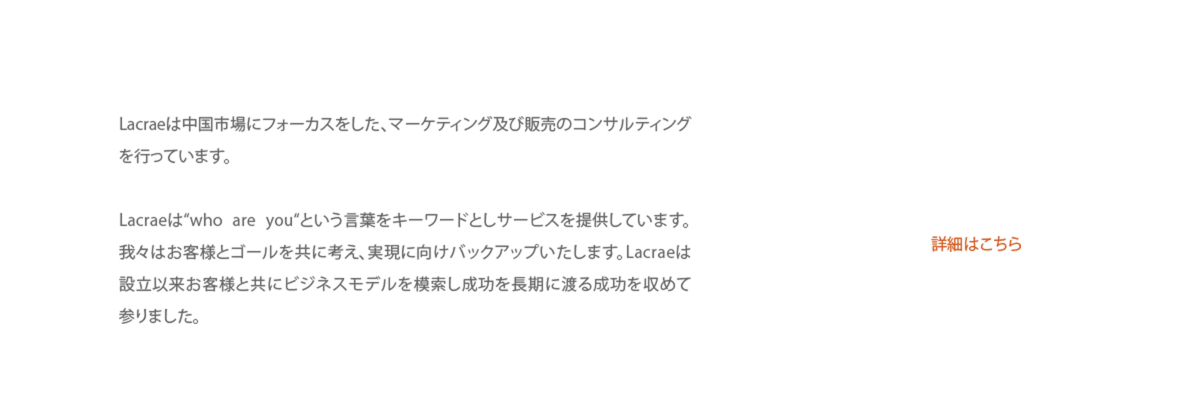 Lacraeは中国市場にフォーカスをした、マーケティング及び販売のコンサルティング
を行っています。
Lacraeは“who are you“という言葉をキーワードとしサービスを提供しています。
我々はお客様とゴールを共に考え、実現に向けバックアップいたします。Lacraeは
設立以来お客様と共にビジネスモデルを模索し成功を長期に渡る成功を収めて
参りました。
詳細はこちら